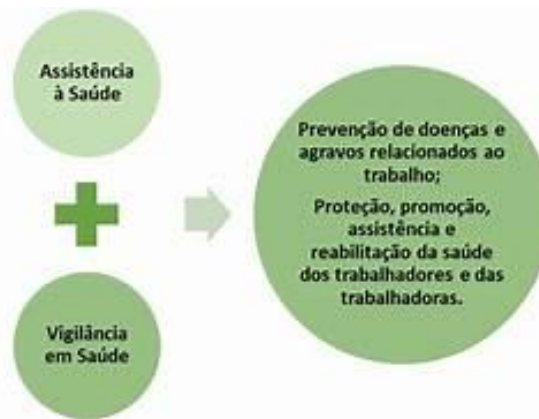 Assistência
à Saúde
Vigilância
em Saúde
Prevenção de doenças e
agravos relacionados ao
trabalho;
Proteção, promoção,
assistência e
reabilitação da saúde
dos trabalhadores e das
trabalhadoras.